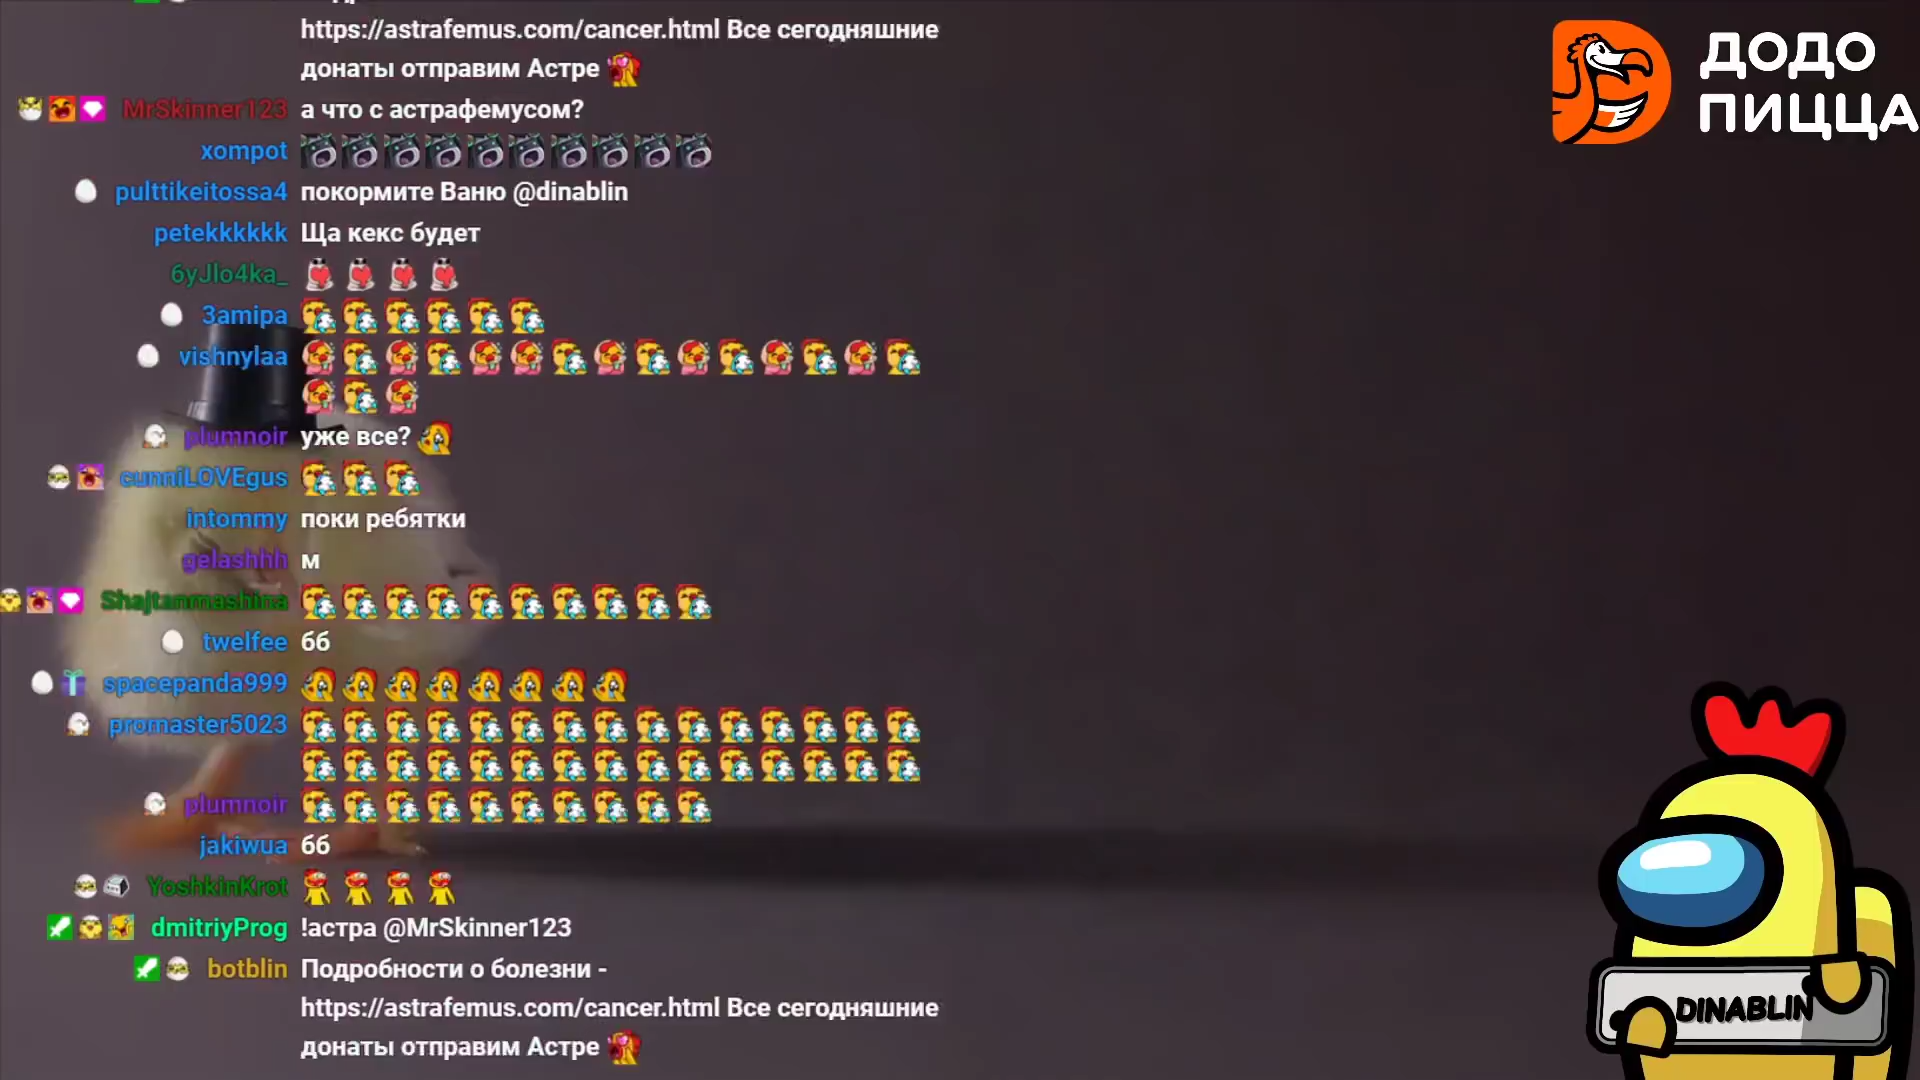 https://astrafemus.com/cancer.html Все сегодняшние
донаты отправим Астре
MrSkinner123 а что с астрафемусом?
xompot
pulttikeitossa4 покормите Ваню @dinablin
petekkkkkk Ща кекс будет
6yJlo4ka_
3amipa
vishnylaa
plumnoir уже все?
cunniLOVEgus
intommy поки ребятки
gelashhh м
Shajtanmashina
twelfee 66
spacepanda999
promaster5023
plumnoir
jakiwua 66
YoshkinKrot
dmitriyProg !астра @MrSkinner123
botblin Подробности о болезни -
https://astrafemus.com/cancer.html Все сегодняшние
донаты отправим Астре
ДОДО
ПИЦЦА
DINABLIN